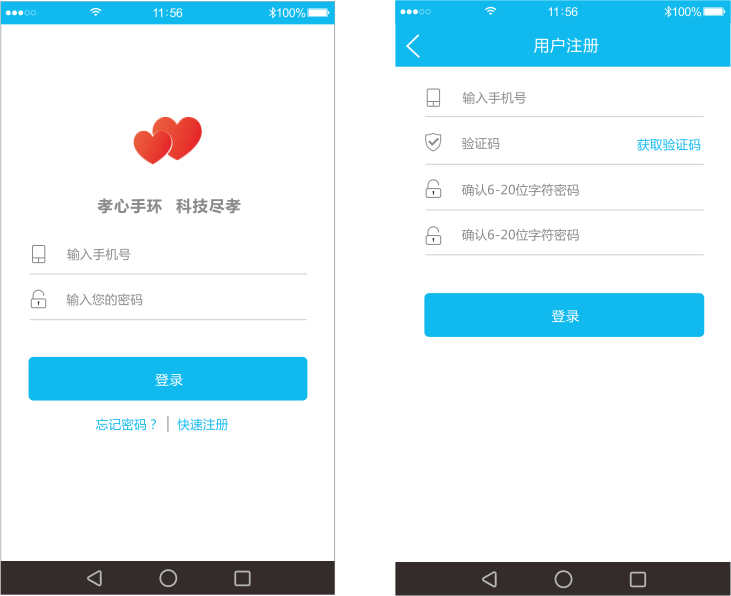 11:56
100%
孝心手环 科技尽孝
输入手机号
输入您的密码
登录
忘记密码？ | 快速注册
11:56
100%
用户注册
输入手机号
验证码 获取验证码
确认6-20位字符密码
确认6-20位字符密码
登录